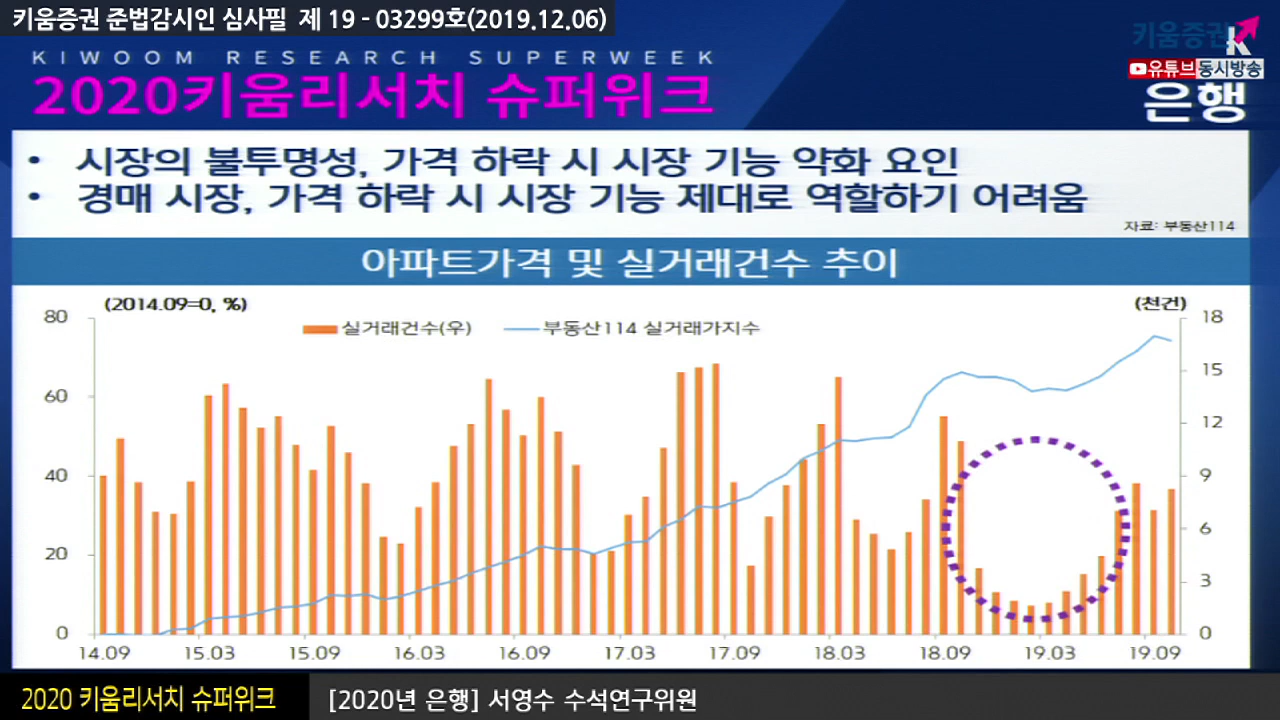 키움증권 준법감시인 심사필 제 19 - 03299호(2019.12.06)
키움증권
KIWOOM RESEARCH SUPERWEEK
유튜브 동시방송
2020키움리서치 슈퍼위크
은행
• 시장의 불투명성, 가격 하락 시 시장 기능 약화 요인
• 경매 시장, 가격 하락 시 시장 기능 제대로 역할하기 어려움
자료: 부동산114
아파트가격 및 실거래건수 추이
(2014.09=0, %)
(천건)
실거래건수(우)
부동산114 실거래가지수
80
60
40
20
0
18
15
12
9
6
3
0
14.09 15.03 15.09 16.03 16.09 17.03 17.09 18.03 18.09 19.03 19.09
2020 키움리서치 슈퍼위크
[2020년 은행] 서영수 수석연구위원